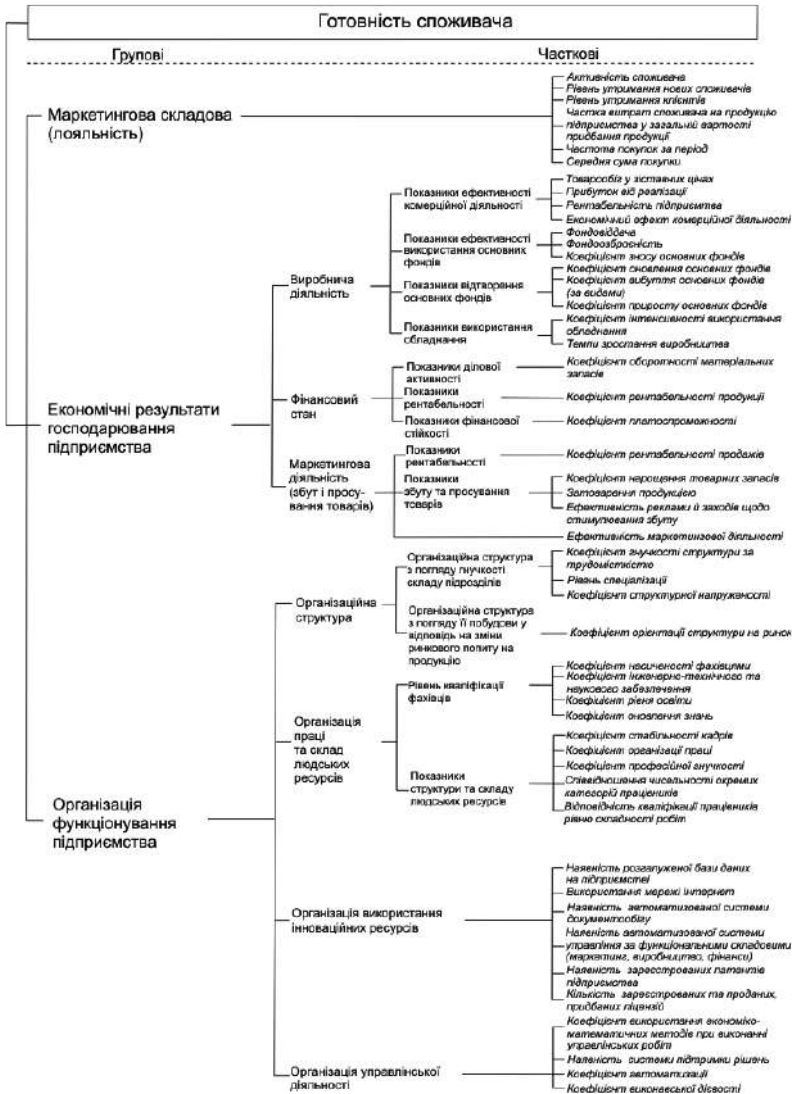 Готовність споживача
Групові
Часткові
Маркетингова складова
(лояльність)
Активність споживача
Рівень утримання нових споживачів
Рівень утримання клієнтів
Частка витрат споживача на продукцію
підприємства у загальній вартості
придбання продукції
Частота покупок за період
Середня сума покупки
Економічні результати
господарювання
підприємства
Виробнича
діяльність
Показники ефективності
комерційної діяльності
Товарообіг у зіставних цінах
Прибуток від реалізації
Рентабельність підприємства
Економічний ефект комерційної діяльності
Показники ефективності
використання основних
фондів
Фондовіддача
Фондоозброєність
Коефіцієнт зносу основних фондів
Показники відтворення
основних фондів
Коефіцієнт оновлення основних фондів
Коефіцієнт вибуття основних фондів
(за видами)
Коефіцієнт приросту основних фондів
Показники використання
обладнання
Коефіцієнт інтенсивності використання
обладнання
Темпи зростання виробництва
Фінансовий
стан
Показники ділової
активності
Коефіцієнт оборотності матеріальних
запасів
Показники
рентабельності
Коефіцієнт рентабельності продукції
Показники фінансової
стійкості
Коефіцієнт платоспроможності
Маркетингова
діяльність
(збут і просу-
вання товарів)
Показники
рентабельності
Коефіцієнт рентабельності продажів
Показники
збуту та просування
товарів
Коефіцієнт нарощення товарних запасів
Затоварення продукцією
Ефективність реклами й заходів щодо
стимулювання збуту
Ефективність маркетингової діяльності
Організація
функціонування
підприємства
Організаційна
структура
Організаційна структура
з погляду гнучкості
складу підрозділів
Коефіцієнт гнучкості структури за
трудомісткістю
Рівень спеціалізації
Коефіцієнт структурної напруженості
Організаційна структура
з погляду її побудови у
відповідь на зміни
ринкового попиту на
продукцію
Коефіцієнт орієнтації структури на ринок
Організація
праці
та склад
людських
ресурсів
Рівень кваліфікації
фахівців
Коефіцієнт насиченості фахівцями
Коефіцієнт інженерно-технічного та
наукового забезпечення
Коефіцієнт рівня освіти
Коефіцієнт оновлення знань
Показники
структури та складу
людських ресурсів
Коефіцієнт стабільності кадрів
Коефіцієнт організації праці
Коефіцієнт професійної гнучкості
Співвідношення чисельності окремих
категорій працівників
Відповідність кваліфікації працівників
рівню складності робіт
Організація використання
інноваційних ресурсів
Наявність розгалуженої бази даних
на підприємстві
Використання мережі інтернет
Наявність автоматизованої системи
документообігу
Наявність автоматизованої системи
управління за функціональними складовими
(маркетинг, виробництво, фінанси)
Наявність зареєстрованих патентів
підприємства
Кількість зареєстрованих та проданих,
придбаних ліцензій
Організація управлінської
діяльності
Коефіцієнт використання економіко-
математичних методів при виконанні
управлінських робіт
Наявність системи підтримки рішень
Коефіцієнт автоматизації
Коефіцієнт виконавської дієвості